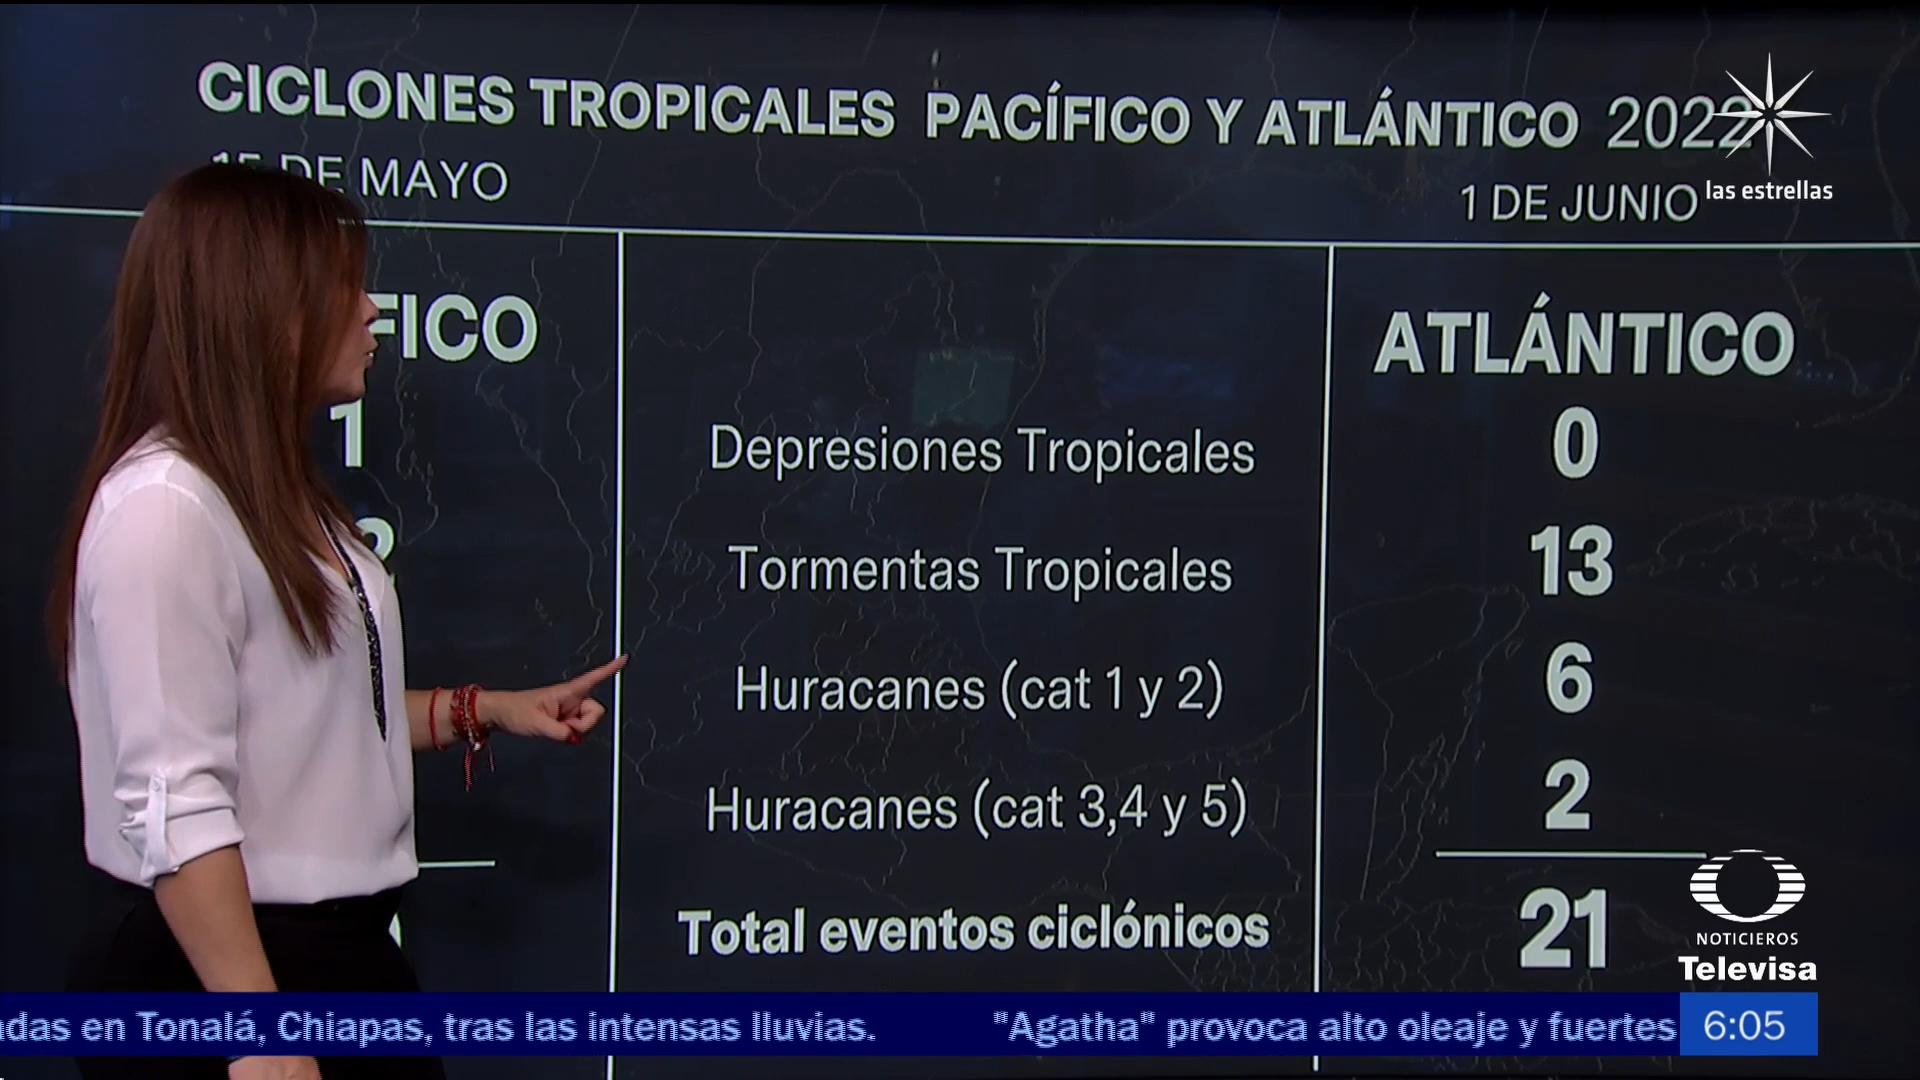 CICLONES TROPICALES PACÍFICO Y ATLÁNTICO 2022
15 DE MAYO
1 DE JUNIO
las estrellas
FICO
ATLÁNTICO
1
Depresiones Tropicales
0
2
Tormentas Tropicales
13
Huracanes (cat 1 y 2)
6
Huracanes (cat 3,4 y 5)
2
Total eventos ciclónicos
21
NOTICIEROS
Televisa
das en Tonalá, Chiapas, tras las intensas lluvias. "Agatha" provoca alto oleaje y fuertes
6:05